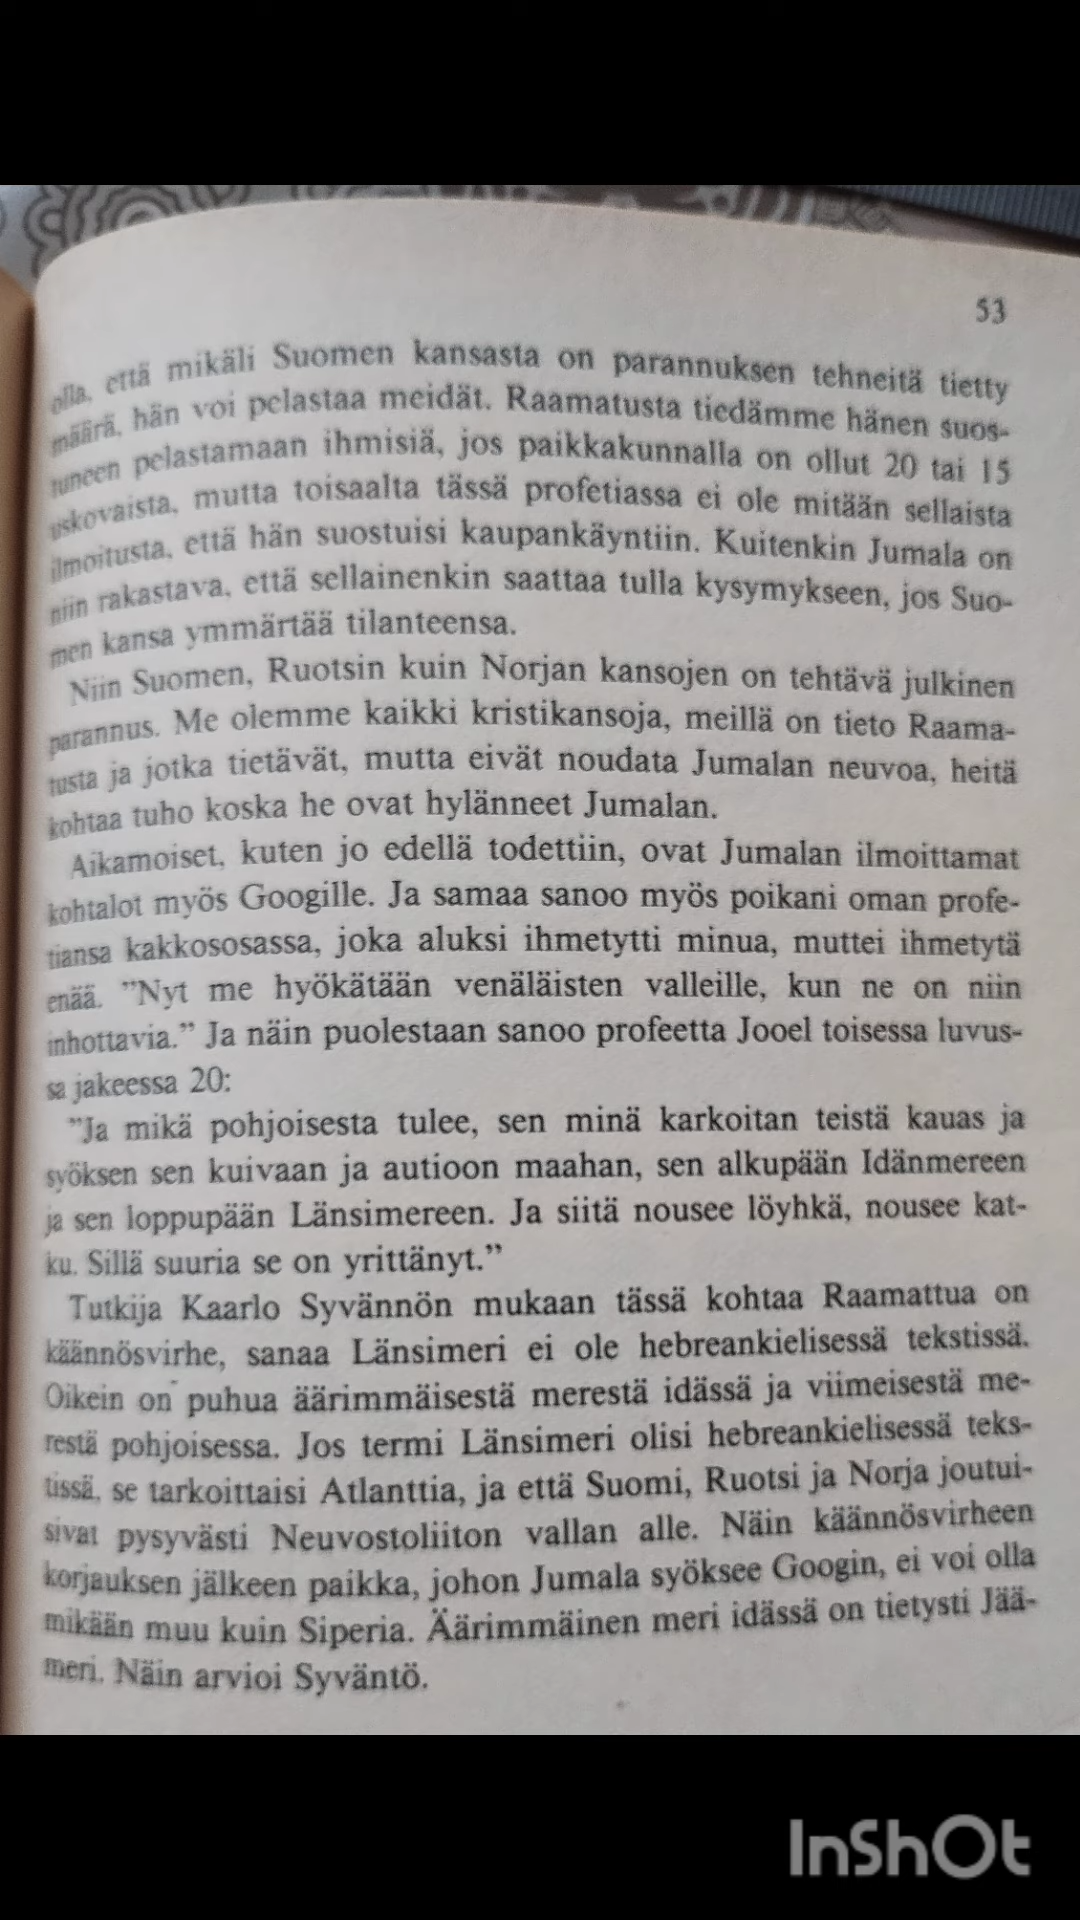 53
olla, että mikäli Suomen kansasta on parannuksen tehneitä tietty
määrä, hän voi pelastaa meidät. Raamatusta tiedämme hänen suos-
tuneen pelastamaan ihmisiä, jos paikkakunnalla on ollut 20 tai 15
uskovaista, mutta toisaalta tässä profetiassa ei ole mitään sellaista
ilmoitusta, että hän suostuisi kaupankäyntiin. Kuitenkin Jumala on
niin rakastava, että sellainenkin saattaa tulla kysymykseen, jos Suo-
men kansa ymmärtää tilanteensa.
Niin Suomen, Ruotsin kuin Norjan kansojen on tehtävä julkinen
parannus. Me olemme kaikki kristikansoja, meillä on tieto Raama-
tusta ja jotka tietävät, mutta eivät noudata Jumalan neuvoa, heitä
kohtaa tuho koska he ovat hylänneet Jumalan.
Aikamoiset, kuten jo edellä todettiin, ovat Jumalan ilmoittamat
kohtalot myös Googille. Ja samaa sanoo myös poikani oman profe-
tiansa kakkososassa, joka aluksi ihmetytti minua, muttei ihmetytä
enää. ”Nyt me hyökätään venäläisten valleille, kun ne on niin
inhottavia.” Ja näin puolestaan sanoo profeetta Jooel toisessa luvus-
sa jakeessa 20:
”Ja mikä pohjoisesta tulee, sen minä karkoitan teistä kauas ja
syöksen sen kuivaan ja autioon maahan, sen alkupään Idänmereen
ja sen loppupään Länsimereen. Ja siitä nousee löyhkä, nousee kat-
ku. Sillä suuria se on yrittänyt.”
Tutkija Kaarlo Syvännön mukaan tässä kohtaa Raamattua on
käännösvirhe, sanaa Länsimeri ei ole hebreankielisessä tekstissä.
Oikein on puhua äärimmäisestä merestä idässä ja viimeisestä me-
restä pohjoisessa. Jos termi Länsimeri olisi hebreankielisessä teks-
tissä, se tarkoittaisi Atlanttia, ja että Suomi, Ruotsi ja Norja joutui-
sivat pysyvästi Neuvostoliiton vallan alle. Näin käännösvirheen
korjauksen jälkeen paikka, johon Jumala syöksee Googin, ei voi olla
mikään muu kuin Siperia. Äärimmäinen meri idässä on tietysti Jää-
meri. Näin arvioi Syväntö.
InShOt